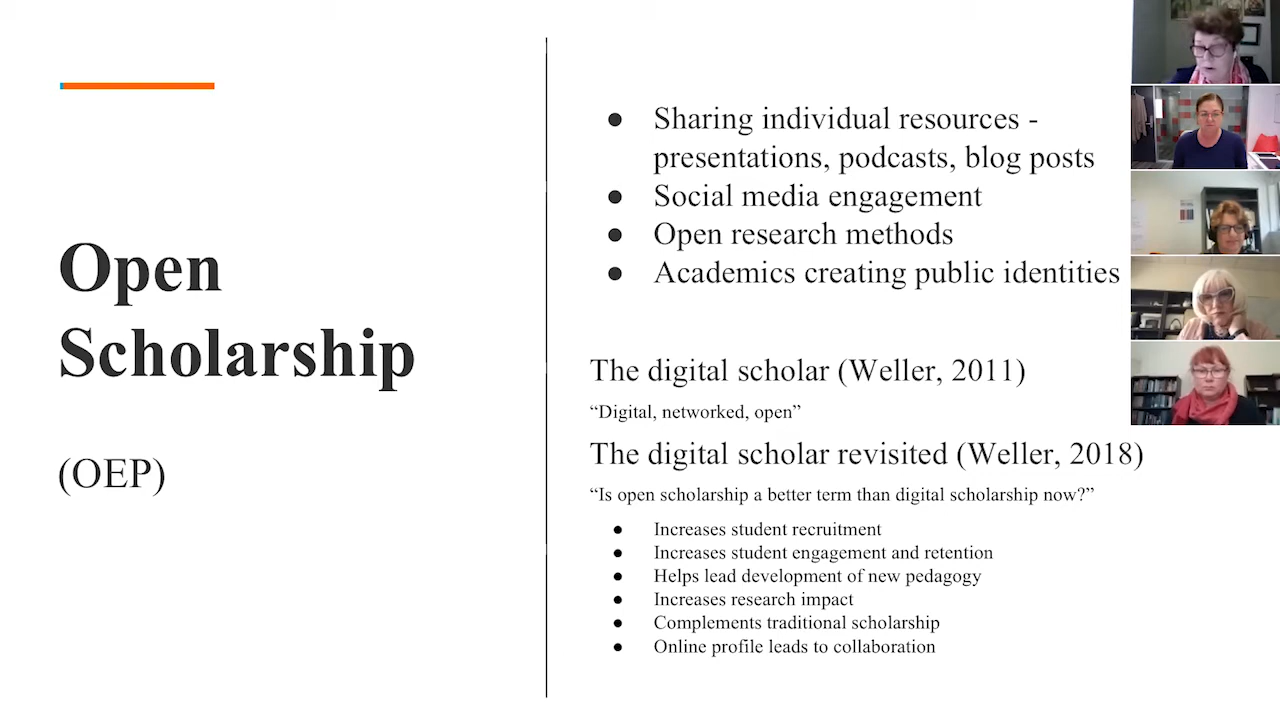 Open
Scholarship
(OEP)
● Sharing individual resources -
presentations, podcasts, blog posts
● Social media engagement
● Open research methods
● Academics creating public identities
The digital scholar (Weller, 2011)
“Digital, networked, open”
The digital scholar revisited (Weller, 2018)
“Is open scholarship a better term than digital scholarship now?”
● Increases student recruitment
● Increases student engagement and retention
● Helps lead development of new pedagogy
● Increases research impact
● Complements traditional scholarship
● Online profile leads to collaboration